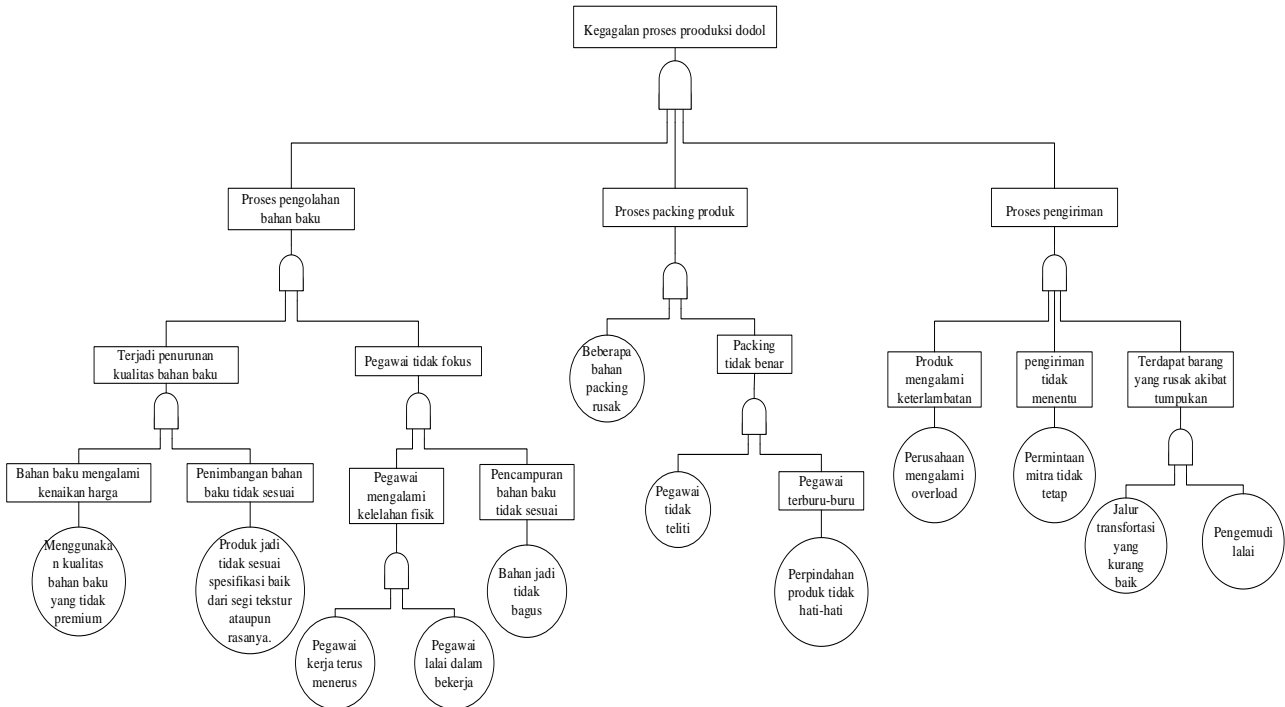 Kegagalan proses prooduksi dodol
Proses pengolahan
bahan baku
Proses packing produk
Proses pengiriman
Terjadi penurunan
kualitas bahan baku
Pegawai tidak fokus
Beberapa
bahan
packing
rusak
Packing
tidak benar
Produk
mengalami
keterlambatan
pengiriman
tidak
menentu
Terdapat barang
yang rusak akibat
tumpukan
Bahan baku mengalami
kenaikan harga
Penimbangan bahan
baku tidak sesuai
Pegawai
mengalami
kelelahan fisik
Pencampuran
bahan baku
tidak sesuai
Pegawai
tidak
teliti
Pegawai
terburu-buru
Perusahaan
mengalami
overload
Permintaan
mitra tidak
tetap
Jalur
transfortasi
yang
kurang
baik
Pengemudi
lalai
Menggunaka
n kualitas
bahan baku
yang tidak
premium
Produk jadi
tidak sesuai
spesifikasi baik
dari segi tekstur
ataupun
rasanya.
Bahan jadi
tidak
bagus
Perpindahan
produk tidak
hati-hati
Pegawai
kerja terus
menerus
Pegawai
lalai dalam
bekerja